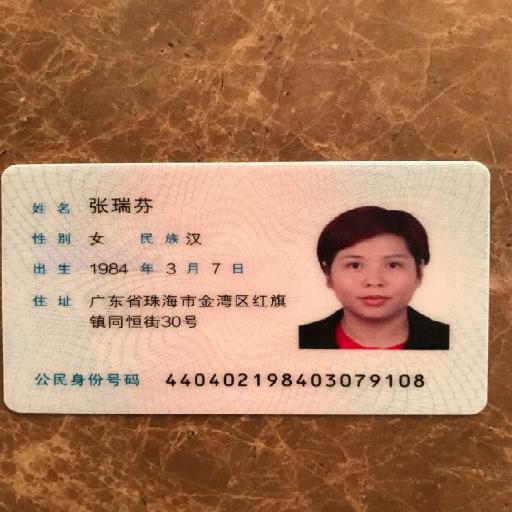 姓名 张瑞芬
性别 女 民族 汉
出生 1984 年 3 月 7 日
住址 广东省珠海市金湾区红旗
镇同恒街30号
公民身份号码 440402198403079108